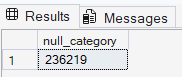 Results Messages
null_category
1 236219